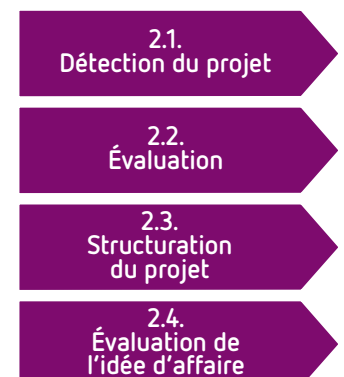 2.1.
Détection du projet
2.2.
Évaluation
2.3.
Structuration
du projet
2.4.
Évaluation de
l'idée d'affaire